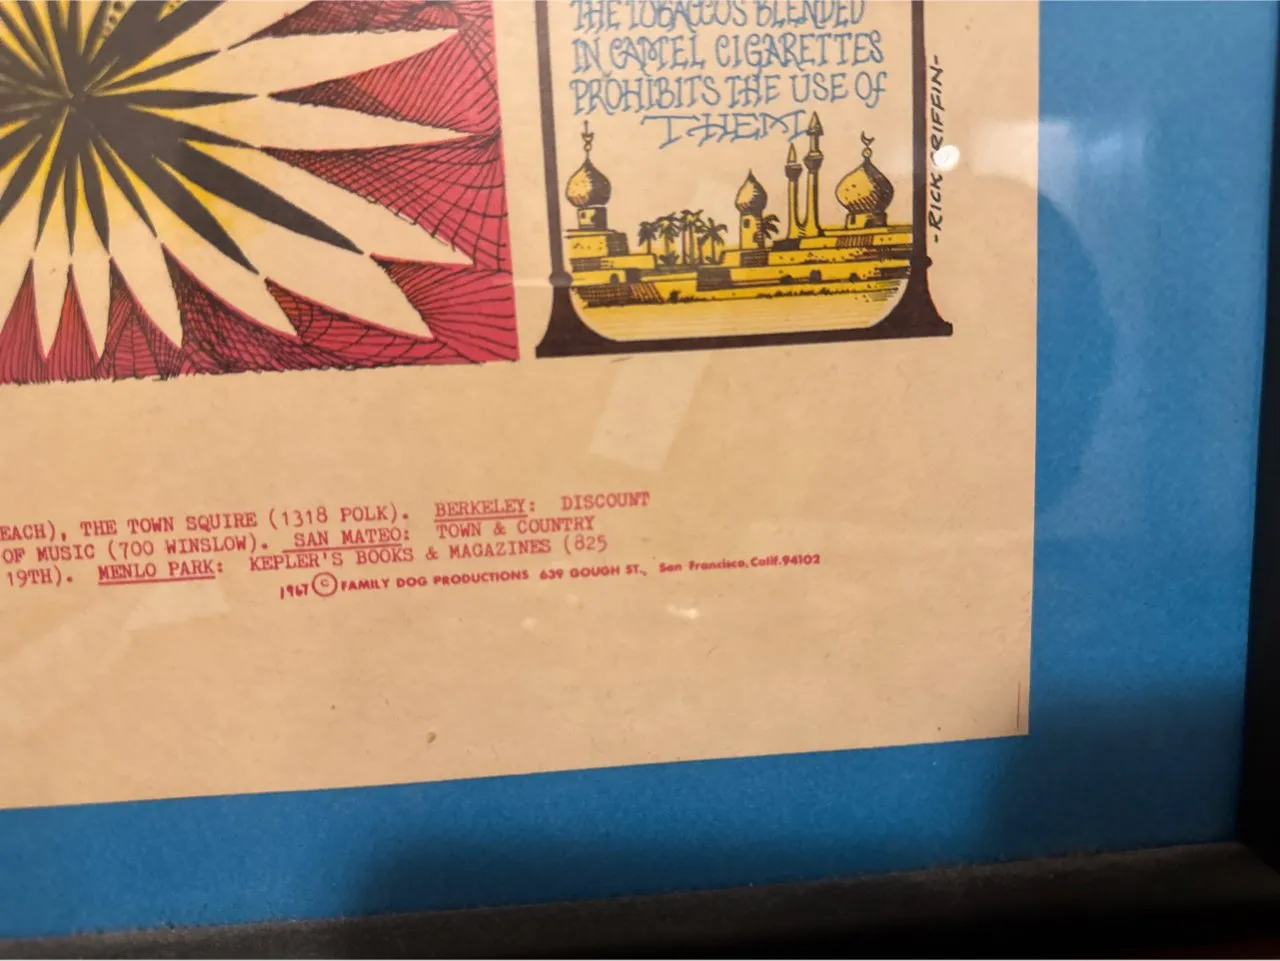 THE TOBACCOS BLENDED
IN CAMEL CIGARETTES
PROHIBITS THE USE OF
THEM
-RICK GRIFFIN-
EACH), THE TOWN SQUIRE (1318 POLK). BERKELEY: DISCOUNT
OF MUSIC (700 WINSLOW). SAN MATEO: TOWN & COUNTRY
19TH). MENLO PARK: KEPLER'S BOOKS & MAGAZINES (825
1967 © FAMILY DOG PRODUCTIONS 639 GOUGH ST., San Francisco, Calif. 94102